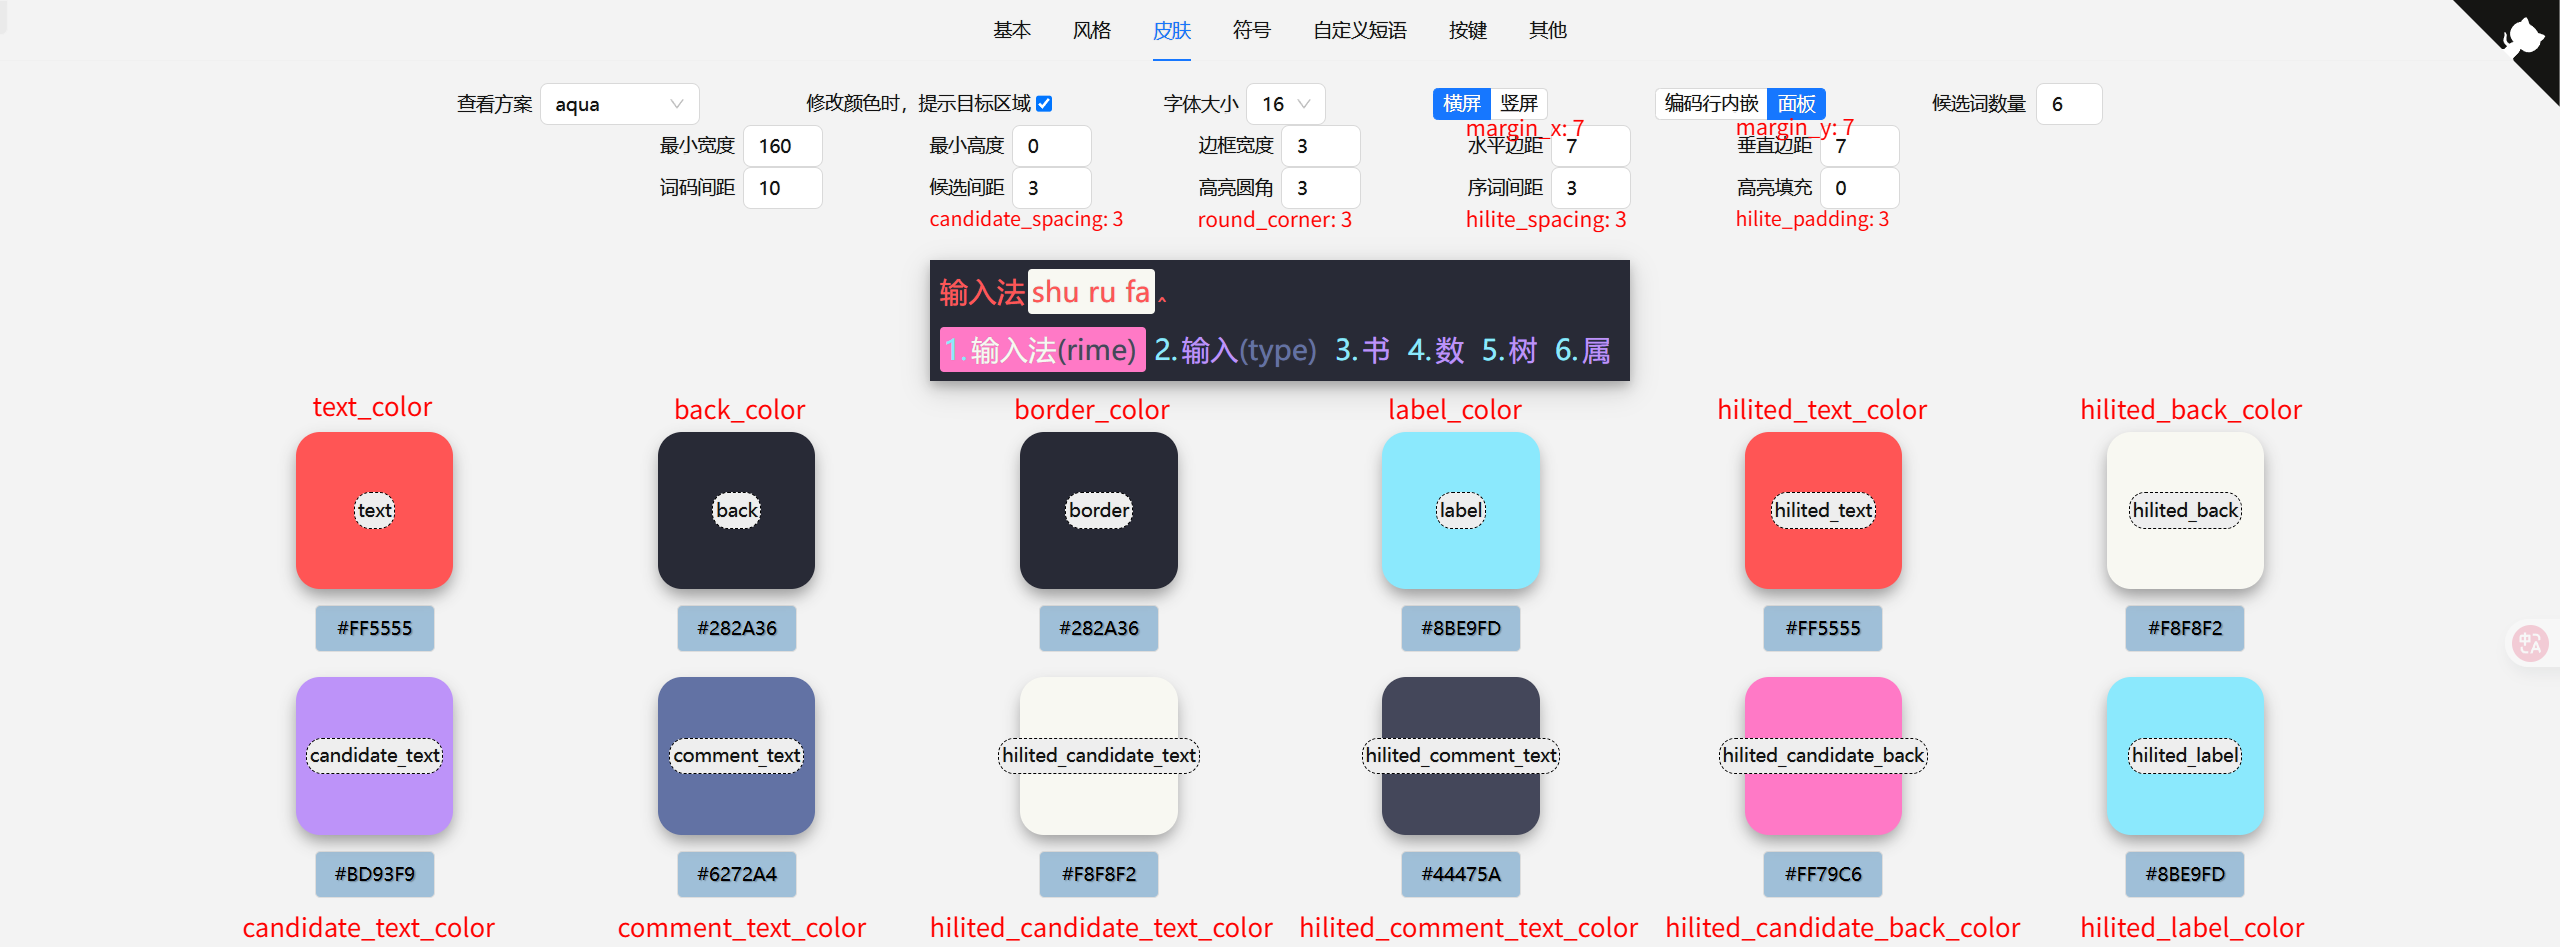 基本 风格 皮肤 符号 自定义短语 按键 其他
查看方案 aqua 修改颜色时，提示目标区域 字体大小 16 横屏 竖屏 编码行内嵌 面板 候选词数量 6
margin_x: 7 margin_y: 7
最小宽度 160 最小高度 0 边框宽度 3 水平边距 7 垂直边距 7
词码间距 10 候选间距 3 高亮圆角 3 序词间距 3 高亮填充 0
candidate_spacing: 3 round_corner: 3 hilite_spacing: 3 hilite_padding: 3
输入法 shu ru fa‸
1.输入法(rime) 2.输入(type) 3.书 4.数 5.树 6.属
text_color back_color border_color label_color hilited_text_color hilited_back_color
text back border label hilited_text hilited_back
#FF5555 #282A36 #282A36 #8BE9FD #FF5555 #F8F8F2
candidate_text comment_text hilited_candidate_text hilited_comment_text hilited_candidate_back hilited_label
#BD93F9 #6272A4 #F8F8F2 #44475A #FF79C6 #8BE9FD
candidate_text_color comment_text_color hilited_candidate_text_color hilited_comment_text_color hilited_candidate_back_color hilited_label_color
中 A